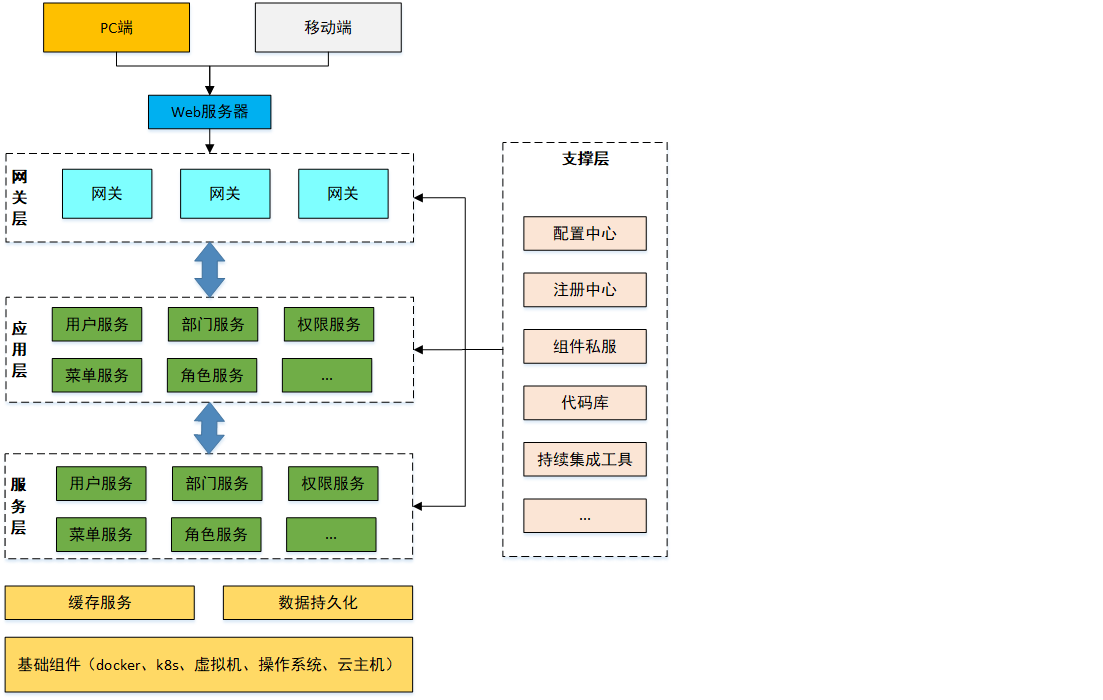 PC端
移动端
Web服务器
网关层
网关
网关
网关
应用层
用户服务
部门服务
权限服务
菜单服务
角色服务
...
服务层
用户服务
部门服务
权限服务
菜单服务
角色服务
...
缓存服务
数据持久化
基础组件（docker、k8s、虚拟机、操作系统、云主机）
支撑层
配置中心
注册中心
组件私服
代码库
持续集成工具
...